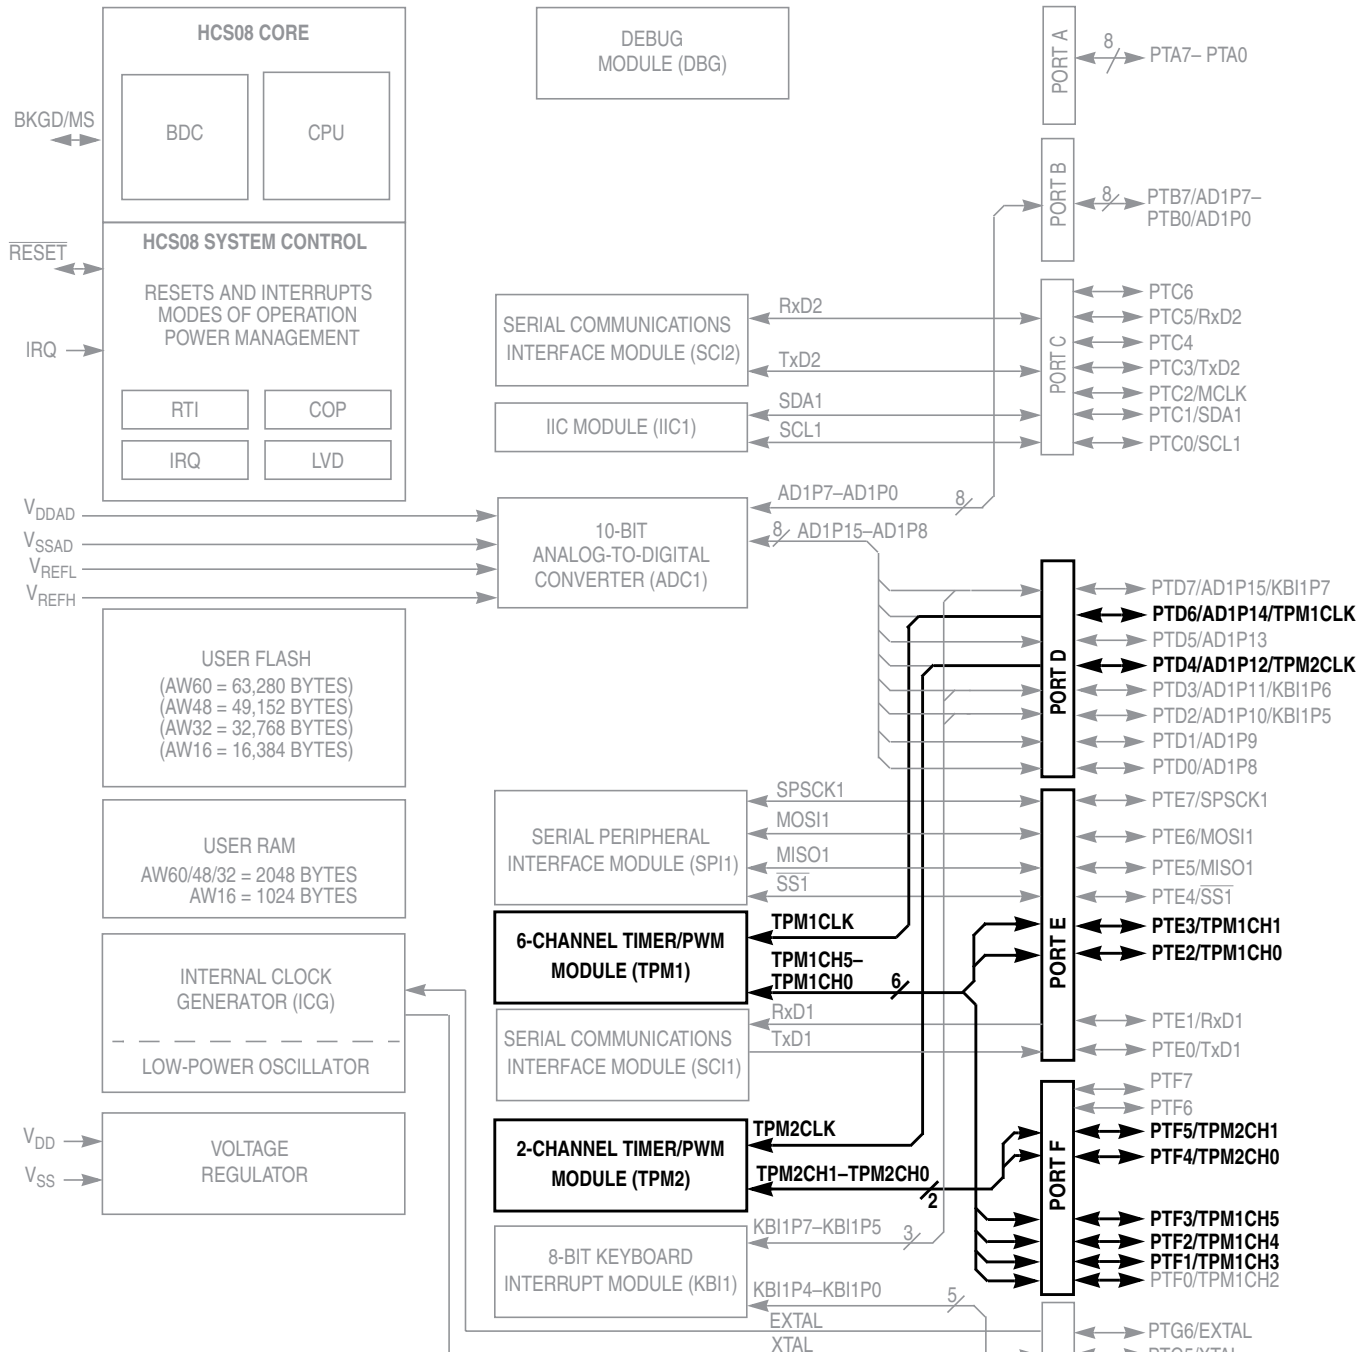 HCS08 CORE
BDC
CPU
BKGD/MS
HCS08 SYSTEM CONTROL
RESET
RESETS AND INTERRUPTS
MODES OF OPERATION
POWER MANAGEMENT
IRQ
RTI
COP
IRQ
LVD
VDDAD
VSSAD
VREFL
VREFH
USER FLASH
(AW60 = 63,280 BYTES)
(AW48 = 49,152 BYTES)
(AW32 = 32,768 BYTES)
(AW16 = 16,384 BYTES)
USER RAM
AW60/48/32 = 2048 BYTES
AW16 = 1024 BYTES
INTERNAL CLOCK
GENERATOR (ICG)
LOW-POWER OSCILLATOR
VDD
VSS
VOLTAGE
REGULATOR
DEBUG
MODULE (DBG)
SERIAL COMMUNICATIONS
INTERFACE MODULE (SCI2)
RxD2
TxD2
IIC MODULE (IIC1)
SDA1
SCL1
10-BIT
ANALOG-TO-DIGITAL
CONVERTER (ADC1)
AD1P7–AD1P0
8
8
AD1P15–AD1P8
SERIAL PERIPHERAL
INTERFACE MODULE (SPI1)
SPSCK1
MOSI1
MISO1
SS1
6-CHANNEL TIMER/PWM
MODULE (TPM1)
TPM1CLK
TPM1CH5–
TPM1CH0
6
SERIAL COMMUNICATIONS
INTERFACE MODULE (SCI1)
RxD1
TxD1
2-CHANNEL TIMER/PWM
MODULE (TPM2)
TPM2CLK
TPM2CH1–TPM2CH0
2
8-BIT KEYBOARD
INTERRUPT MODULE (KBI1)
KBI1P7–KBI1P5
3
KBI1P4–KBI1P0
5
EXTAL
XTAL
PORT A
8
PTA7– PTA0
PORT B
8
PTB7/AD1P7–
PTB0/AD1P0
PORT C
PTC6
PTC5/RxD2
PTC4
PTC3/TxD2
PTC2/MCLK
PTC1/SDA1
PTC0/SCL1
PORT D
PTD7/AD1P15/KBI1P7
PTD6/AD1P14/TPM1CLK
PTD5/AD1P13
PTD4/AD1P12/TPM2CLK
PTD3/AD1P11/KBI1P6
PTD2/AD1P10/KBI1P5
PTD1/AD1P9
PTD0/AD1P8
PORT E
PTE7/SPSCK1
PTE6/MOSI1
PTE5/MISO1
PTE4/SS1
PTE3/TPM1CH1
PTE2/TPM1CH0
PTE1/RxD1
PTE0/TxD1
PORT F
PTF7
PTF6
PTF5/TPM2CH1
PTF4/TPM2CH0
PTF3/TPM1CH5
PTF2/TPM1CH4
PTF1/TPM1CH3
PTF0/TPM1CH2
PTG6/EXTAL
PTG5/XTAL